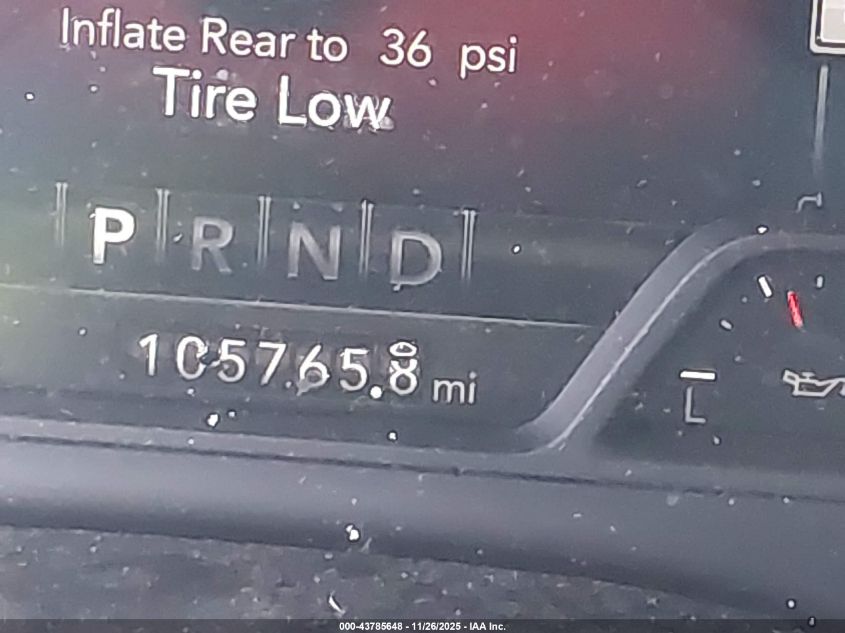 Inflate Rear to 36 psi
Tire Low
P R N D
105765.8 mi
L
000-43785648 - 11/26/2025 - IAA Inc.